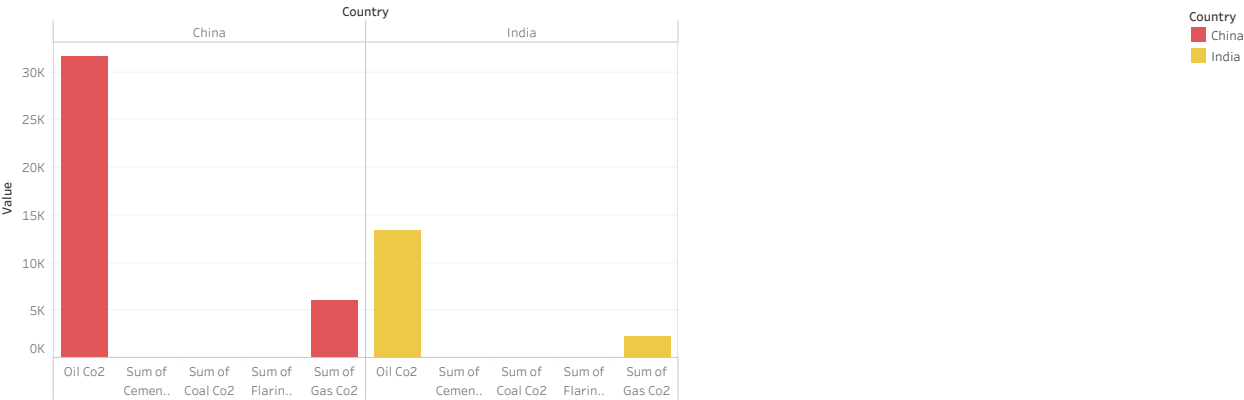 Country
China India
30K
25K
20K
15K
10K
5K
0K
Value
Oil Co2 Sum of Cemen.. Sum of Coal Co2 Sum of Flarin.. Sum of Gas Co2 Oil Co2 Sum of Cemen.. Sum of Coal Co2 Sum of Flarin.. Sum of Gas Co2
Country
China
India